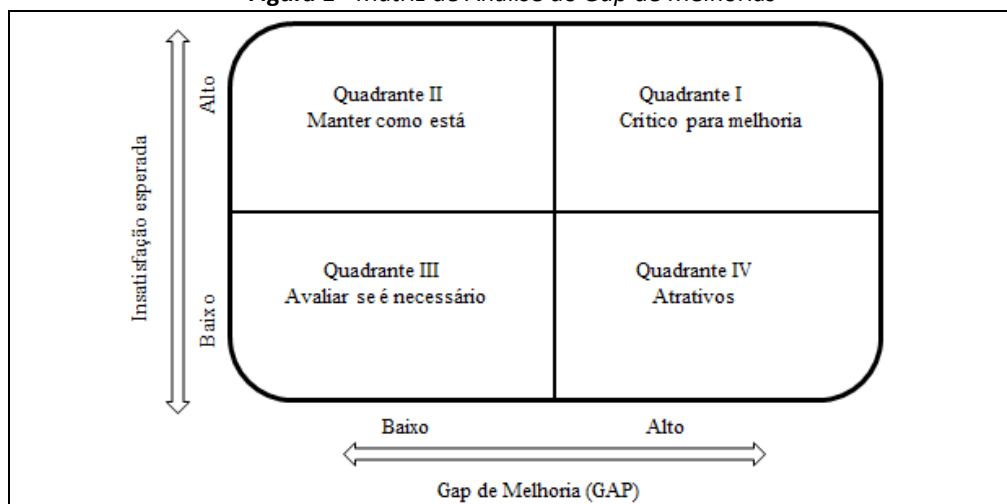 Quadrante II
Manter como está
Quadrante I
Critico para melhoria
Quadrante III
Avaliar se é necessário
Quadrante IV
Atrativos
Insatisfação esperada
Alto
Baixo
Baixo
Alto
Gap de Melhoria (GAP)